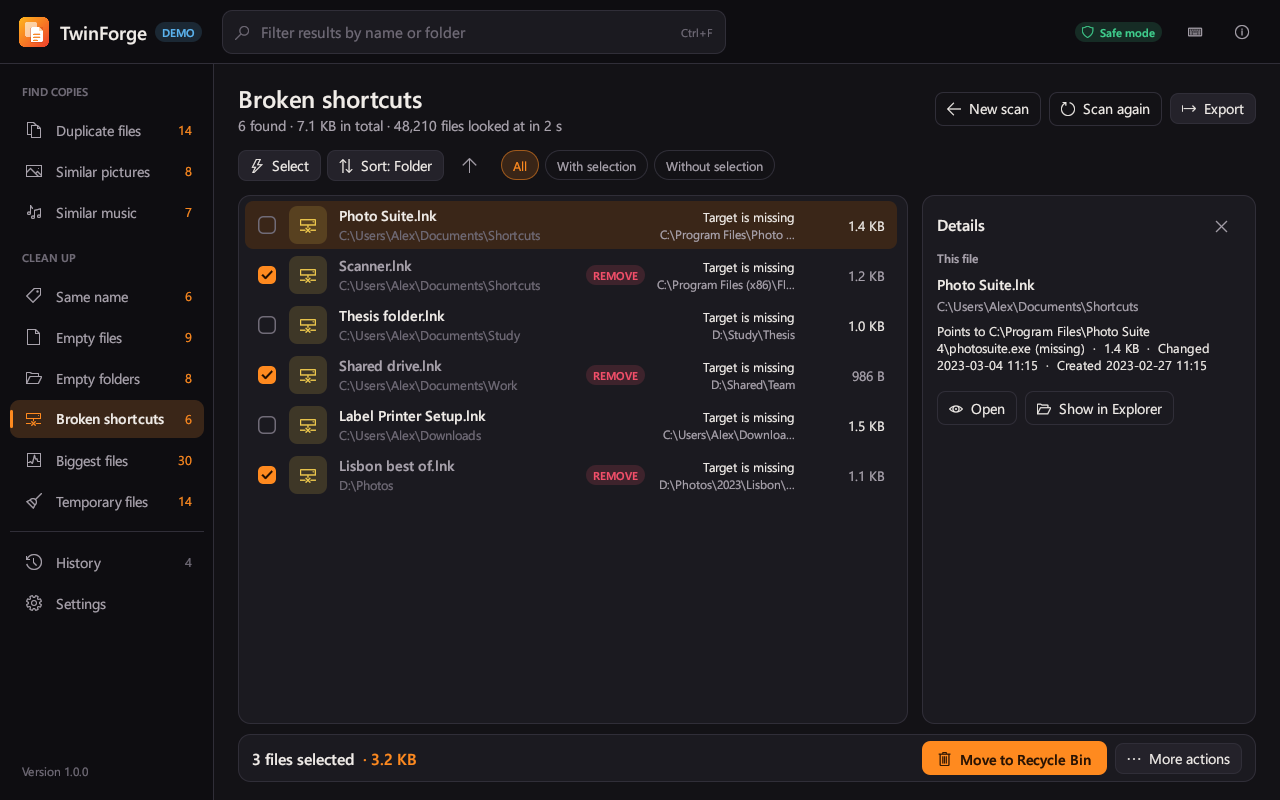 TwinForge DEMO
Filter results by name or folder Ctrl+F
Safe mode
FIND COPIES
Duplicate files 14
Similar pictures 8
Similar music 7
CLEAN UP
Same name 6
Empty files 9
Empty folders 8
Broken shortcuts 6
Biggest files 30
Temporary files 14
History 4
Settings
Version 1.0.0
Broken shortcuts
6 found · 7.1 KB in total · 48,210 files looked at in 2 s
New scan
Scan again
Export
Select
Sort: Folder
All
With selection
Without selection
Photo Suite.lnk
C:\Users\Alex\Documents\Shortcuts
Target is missing
C:\Program Files\Photo ...
1.4 KB
Scanner.lnk
C:\Users\Alex\Documents\Shortcuts
REMOVE
Target is missing
C:\Program Files (x86)\Fl...
1.2 KB
Thesis folder.lnk
C:\Users\Alex\Documents\Study
Target is missing
D:\Study\Thesis
1.0 KB
Shared drive.lnk
C:\Users\Alex\Documents\Work
REMOVE
Target is missing
D:\Shared\Team
986 B
Label Printer Setup.lnk
C:\Users\Alex\Downloads
Target is missing
C:\Users\Alex\Downloa...
1.5 KB
Lisbon best of.lnk
D:\Photos
REMOVE
Target is missing
D:\Photos\2023\Lisbon\...
1.1 KB
Details
This file
Photo Suite.lnk
C:\Users\Alex\Documents\Shortcuts
Points to C:\Program Files\Photo Suite
4\photosuite.exe (missing) · 1.4 KB · Changed
2023-03-04 11:15 · Created 2023-02-27 11:15
Open
Show in Explorer
3 files selected · 3.2 KB
Move to Recycle Bin
More actions